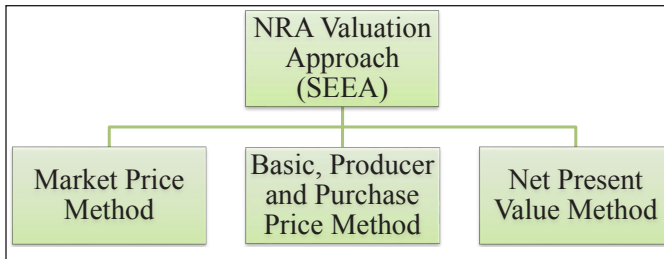 NRA Valuation
Approach
(SEEA)
Market Price
Method
Basic, Producer
and Purchase
Price Method
Net Present
Value Method